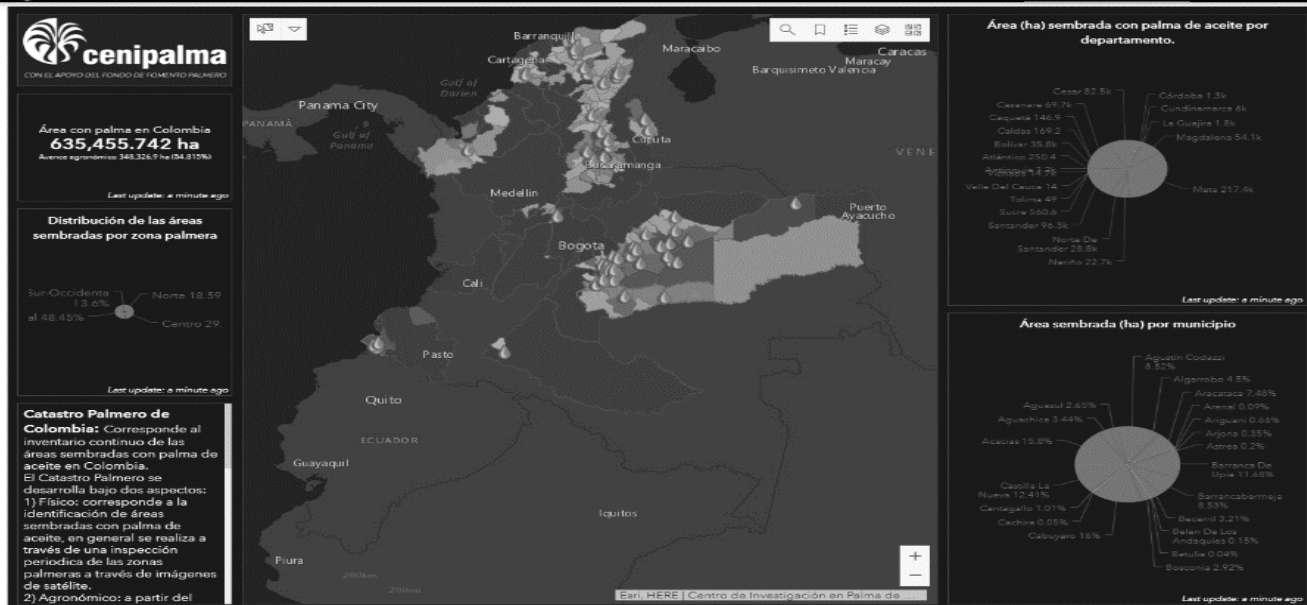 cenipalma
CON EL APOYO DEL FONDO DE FOMENTO PALMERO
Área con palma en Colombia
635,455.742 ha
Avance agronómico 348,326.9 ha (54.815%)
Last update: a minute ago
Distribución de las áreas
sembradas por zona palmera
Sur-Occidenta
13.6%
Norte 18.59
al 48.45%
Centro 29.
Last update: a minute ago
Catastro Palmero de
Colombia: Corresponde al
inventario continuo de las
áreas sembradas con palma de
aceite en Colombia.
El Catastro Palmero se
desarrolla bajo dos aspectos:
1) Físico: corresponde a la
identificación de áreas
sembradas con palma de
aceite, en general se realiza a
través de una inspección
periodica de las zonas
palmeras a través de imágenes
de satélite.
2) Agronómico: a partir del
Barranquilla
Cartagena
Maracaibo
Caracas
Maracay
Barquisimeto Valencia
Gulf of
Darien
Panama City
PANAMÁ
Gulf of
Panama
Cúcuta
VENE
Bucaramanga
Medellín
Puerto
Ayacucho
Bogota
Cali
Pasto
Quito
ECUADOR
Guayaquil
Iquitos
Piura
200km
200mi
+
−
Esri, HERE | Centro de Investigación en Palma de ...
Área (ha) sembrada con palma de aceite por
departamento.
Cesar 82.5k
Casanare 69.7k
Caquetá 146.9
Caldas 169.2
Bolívar 35.8k
Atlántico 250.4
Valle Del Cauca 14
Tolima 49
Sucre 560.6
Santander 96.3k
Norte De
Santander 28.8k
Nariño 22.7k
Córdoba 1.3k
Cundinamarca 6k
La Guajira 1.8k
Magdalena 54.1k
Meta 217.4k
Last update: a minute ago
Área sembrada (ha) por municipio
Agustín Codazzi
8.82%
Algarrobo 4.5%
Aracataca 7.48%
Arenal 0.09%
Ariguaní 0.66%
Arjona 0.35%
Astrea 0.2%
Barranca De
Upía 11.68%
Barrancabermeja
8.53%
Becerril 3.21%
Belén De Los
Andaquies 0.15%
Betulia 0.04%
Bosconia 2.92%
Aguazul 2.65%
Aguachica 3.44%
Acacías 15.8%
Castilla La
Nueva 12.41%
Cantagallo 1.01%
Cachira 0.05%
Cabuyaro 16%
Last update: a minute ago